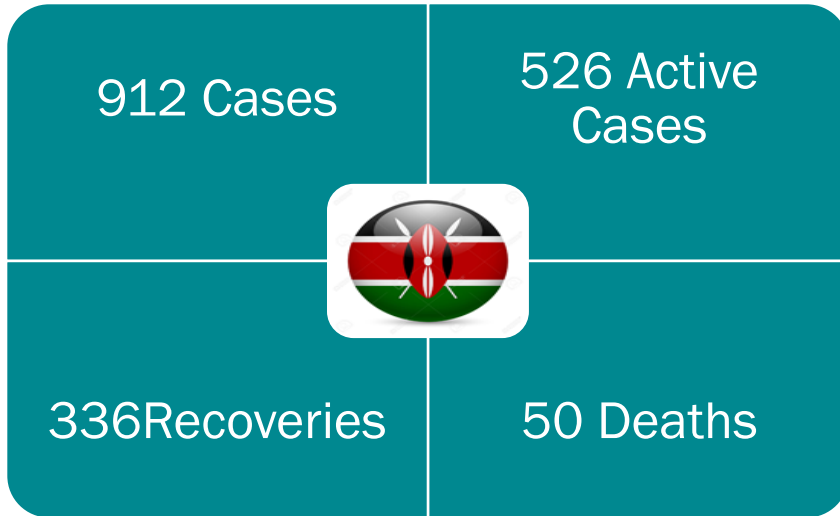 912 Cases
526 Active
Cases
336Recoveries
50 Deaths